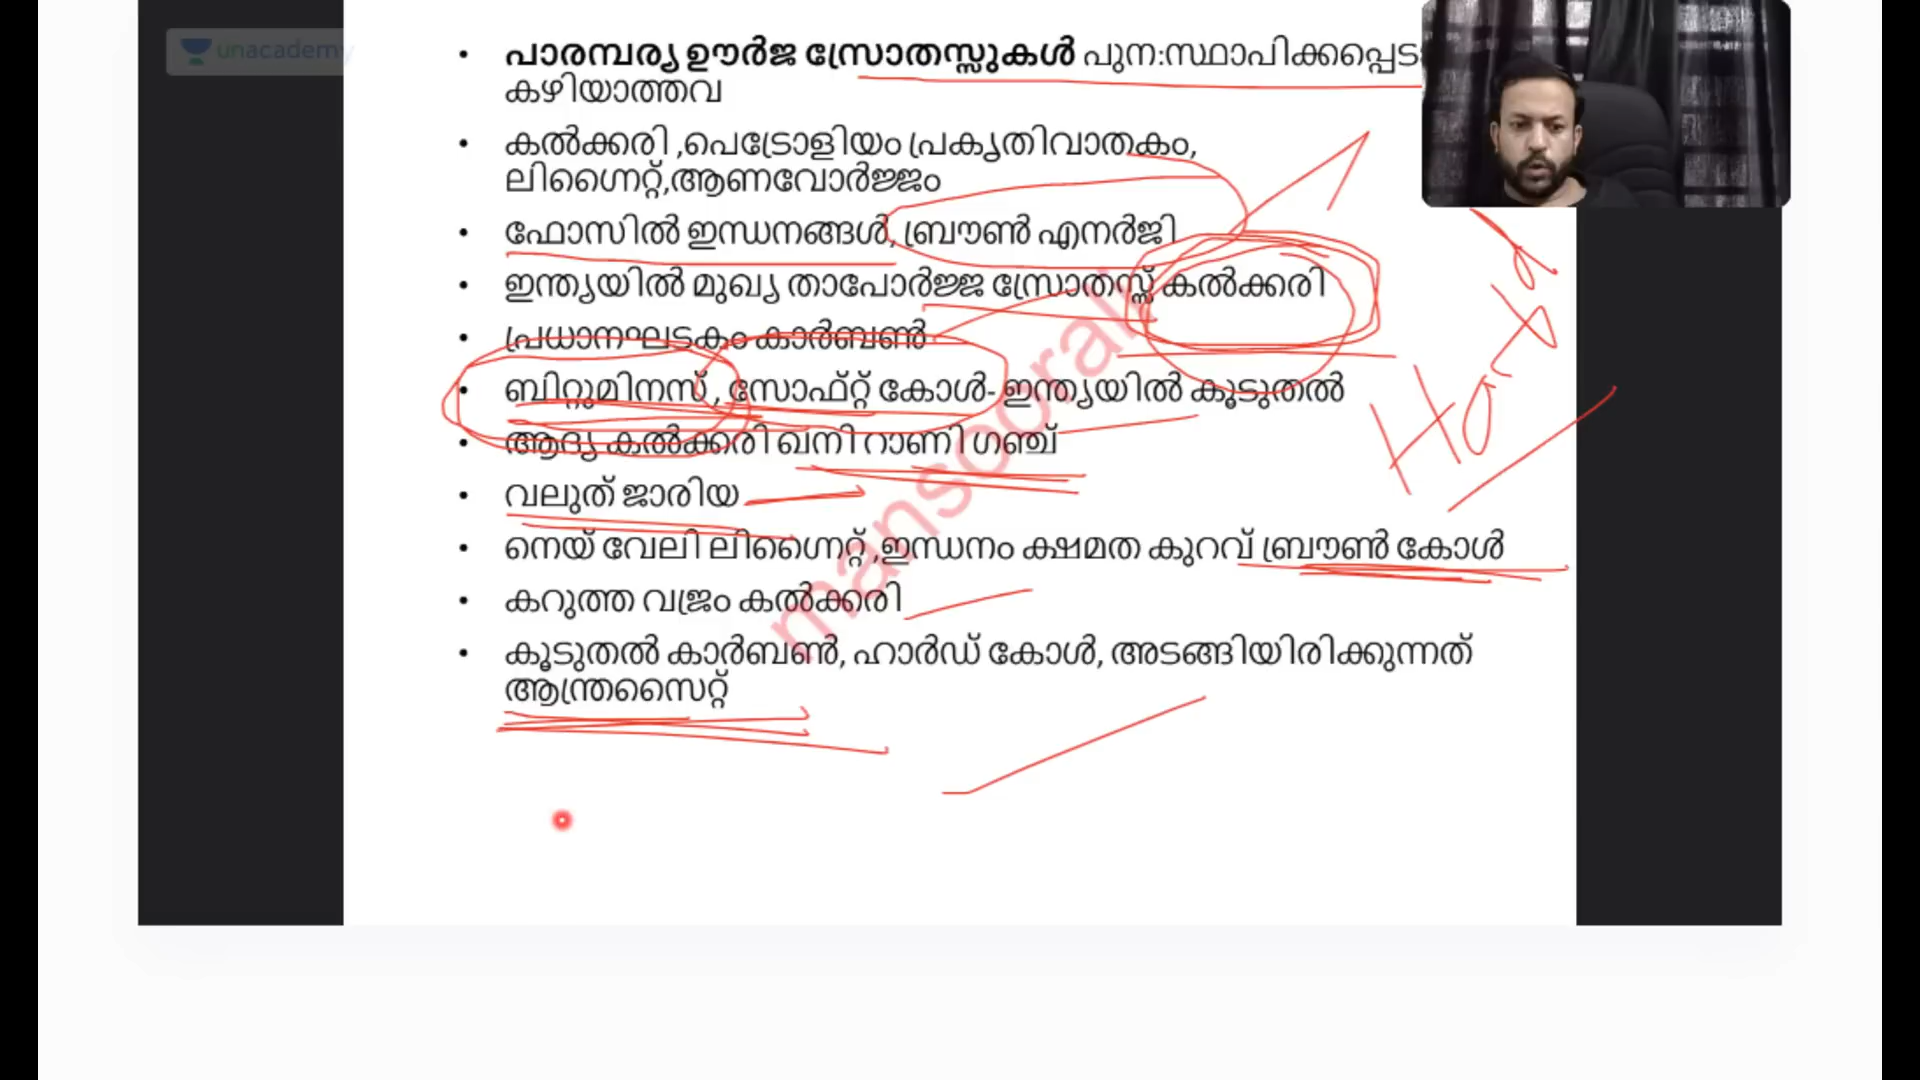 unacademy
പാരമ്പര്യ ഊർജ സ്രോതസ്സുകൾ പുന:സ്ഥാപിക്കപ്പെട
കഴിയാത്തവ
കൽക്കരി ,പെട്രോളിയം പ്രകൃതിവാതകം,
ലിഗ്നൈറ്റ്,ആണവോർജ്ജം
ഫോസിൽ ഇന്ധനങ്ങൾ, ബ്രൗൺ എനർജി
ഇന്ത്യയിൽ മുഖ്യ താപോർജ്ജ സ്രോതസ്സ് കൽക്കരി
പ്രധാനഘടകം കാർബൺ
ബിറ്റുമിനസ് , സോഫ്റ്റ് കോൾ- ഇന്ത്യയിൽ കൂടുതൽ
ആദ്യ കൽക്കരി ഖനി റാണി ഗഞ്ച്
വലുത് ജാരിയ
നെയ് വേലി ലിഗ്നൈറ്റ് ,ഇന്ധനം ക്ഷമത കുറവ് ബ്രൗൺ കോൾ
കറുത്ത വജ്രം കൽക്കരി
കൂടുതൽ കാർബൺ, ഹാർഡ് കോൾ, അടങ്ങിയിരിക്കുന്നത്
ആന്ത്രസൈറ്റ്
mansoorali
Hard